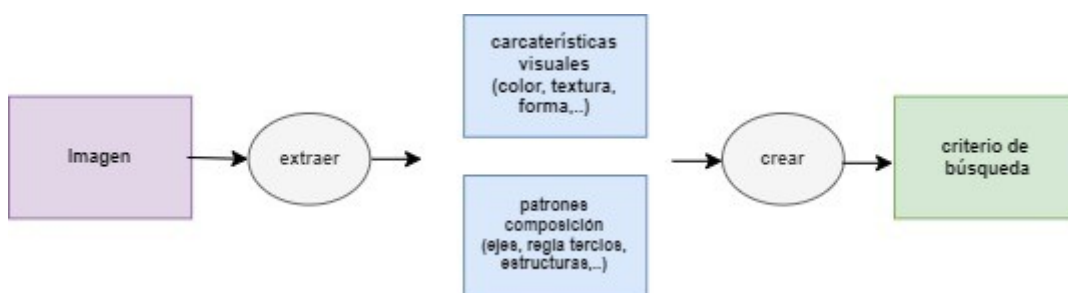 Imagen
extraer
carcaterísticas
visuales
(color, textura,
forma,..)
patrones
composición
(ejes, regla tercios,
estructuras,..)
crear
criterio de
búsqueda